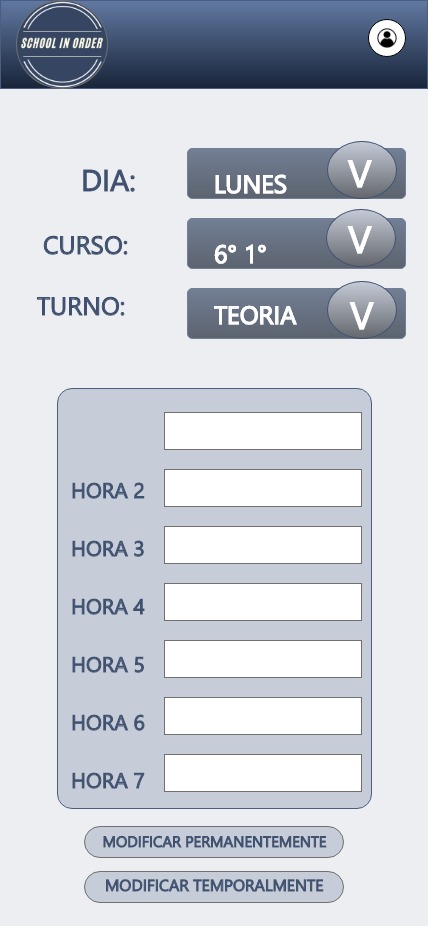 SCHOOL IN ORDER
DIA:
LUNES
V
CURSO:
6° 1°
V
TURNO:
TEORIA
V
HORA 2
HORA 3
HORA 4
HORA 5
HORA 6
HORA 7
MODIFICAR PERMANENTEMENTE
MODIFICAR TEMPORALMENTE